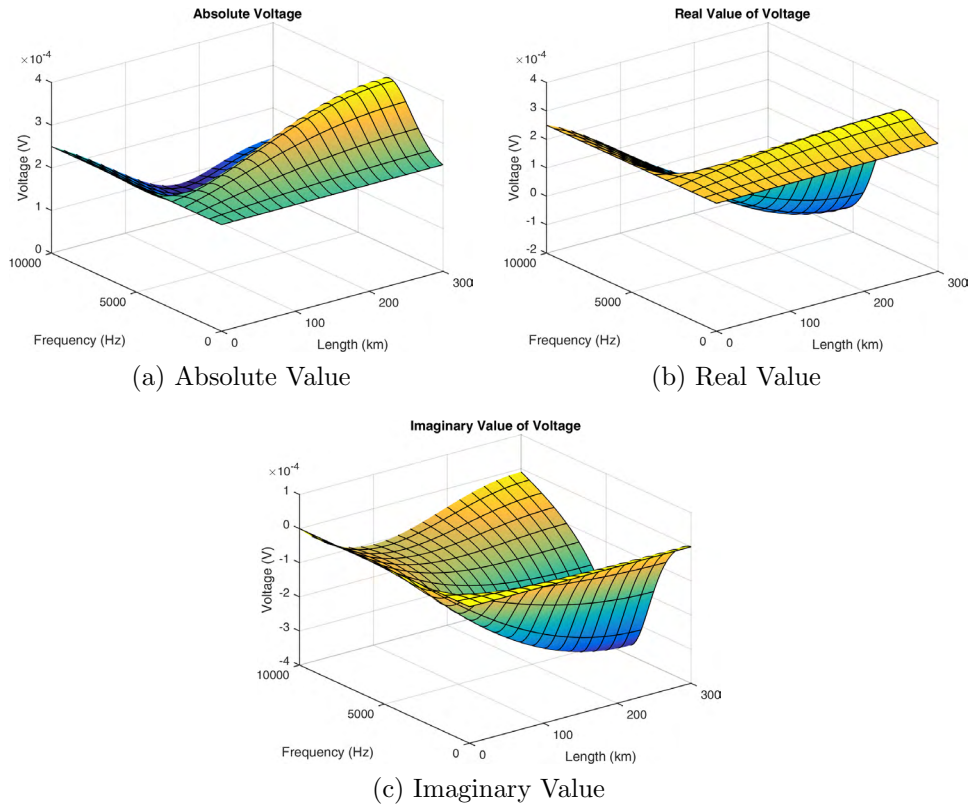 Absolute Voltage
×10⁻⁴
4
3
2
1
0
Voltage (V)
10000
5000
0
Frequency (Hz)
0
100
200
300
Length (km)
(a) Absolute Value
Real Value of Voltage
×10⁻⁴
4
3
2
1
0
-1
-2
Voltage (V)
10000
5000
0
Frequency (Hz)
0
100
200
300
Length (km)
(b) Real Value
Imaginary Value of Voltage
×10⁻⁴
1
0
-1
-2
-3
-4
Voltage (V)
10000
5000
0
Frequency (Hz)
0
100
200
300
Length (km)
(c) Imaginary Value